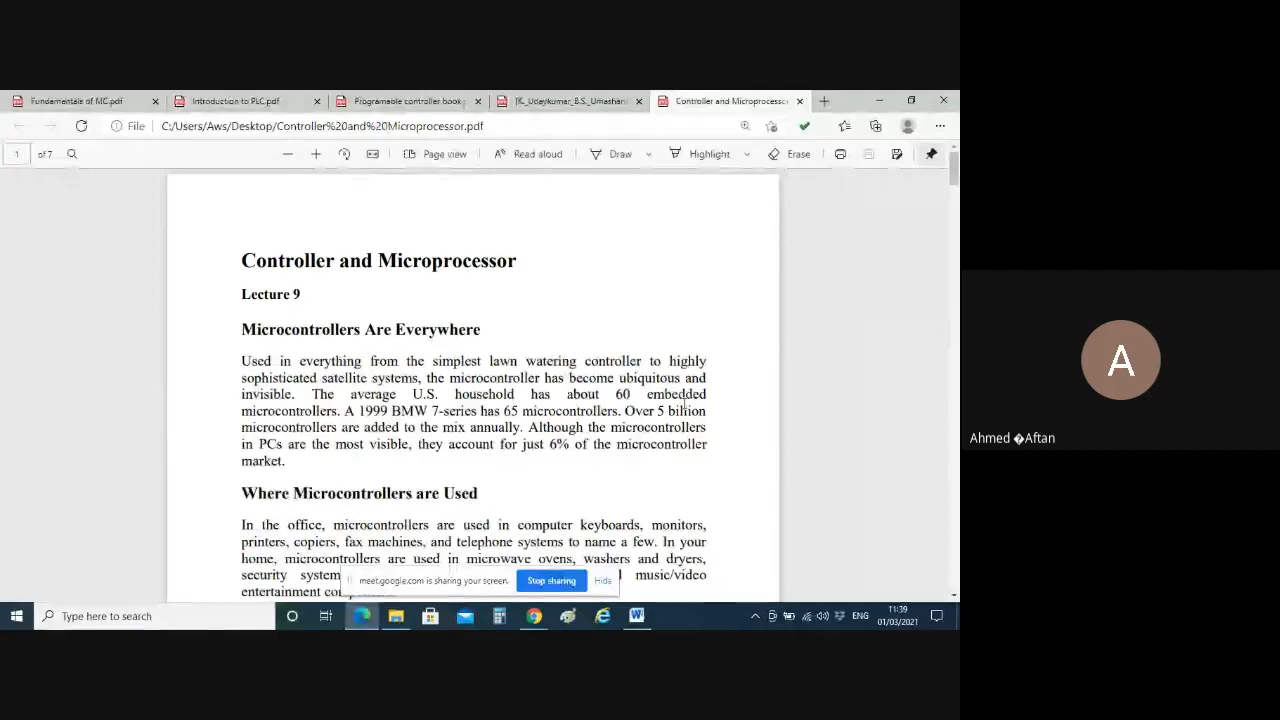 Fundamentals of MC.pdf
Introduction to PLC.pdf
Programable controller book
[K._Udaykumar_B.S._Umashan
Controller and Microprocessor
File
C:/Users/Aws/Desktop/Controller%20and%20Microprocessor.pdf
1 of 7
Page view
Read aloud
Draw
Highlight
Erase
Controller and Microprocessor
Lecture 9
Microcontrollers Are Everywhere
Used in everything from the simplest lawn watering controller to highly
sophisticated satellite systems, the microcontroller has become ubiquitous and
invisible. The average U.S. household has about 60 embedded
microcontrollers. A 1999 BMW 7-series has 65 microcontrollers. Over 5 billion
microcontrollers are added to the mix annually. Although the microcontrollers
in PCs are the most visible, they account for just 6% of the microcontroller
market.
Where Microcontrollers are Used
In the office, microcontrollers are used in computer keyboards, monitors,
printers, copiers, fax machines, and telephone systems to name a few. In your
home, microcontrollers are used in microwave ovens, washers and dryers,
security system music/video
entertainment
meet.google.com is sharing your screen.
Stop sharing
Hide
Type here to search
ENG
11:39
01/03/2021
A
Ahmed �Aftan